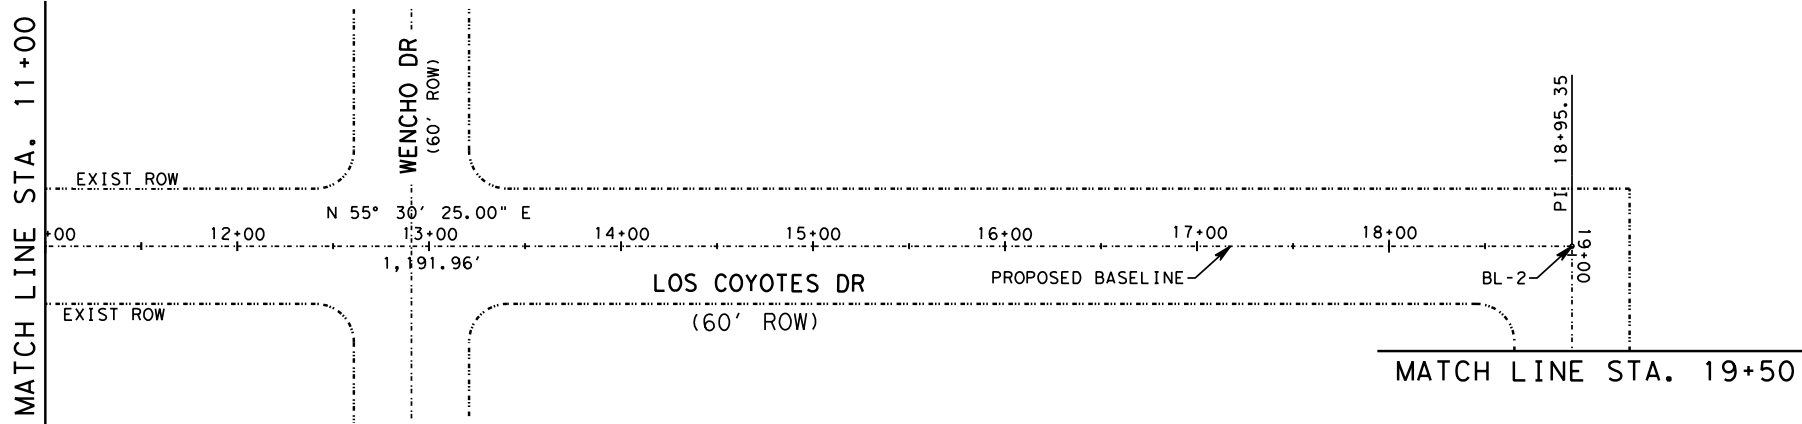 MATCH LINE STA. 11+00
EXIST ROW
WENCHO DR
(60' ROW)
N 55° 30' 25.00" E
+00
12+00
13+00
14+00
15+00
16+00
17+00
18+00
19+00
PI 18+95.35
1,191.96'
LOS COYOTES DR
(60' ROW)
PROPOSED BASELINE
BL-2
EXIST ROW
MATCH LINE STA. 19+50